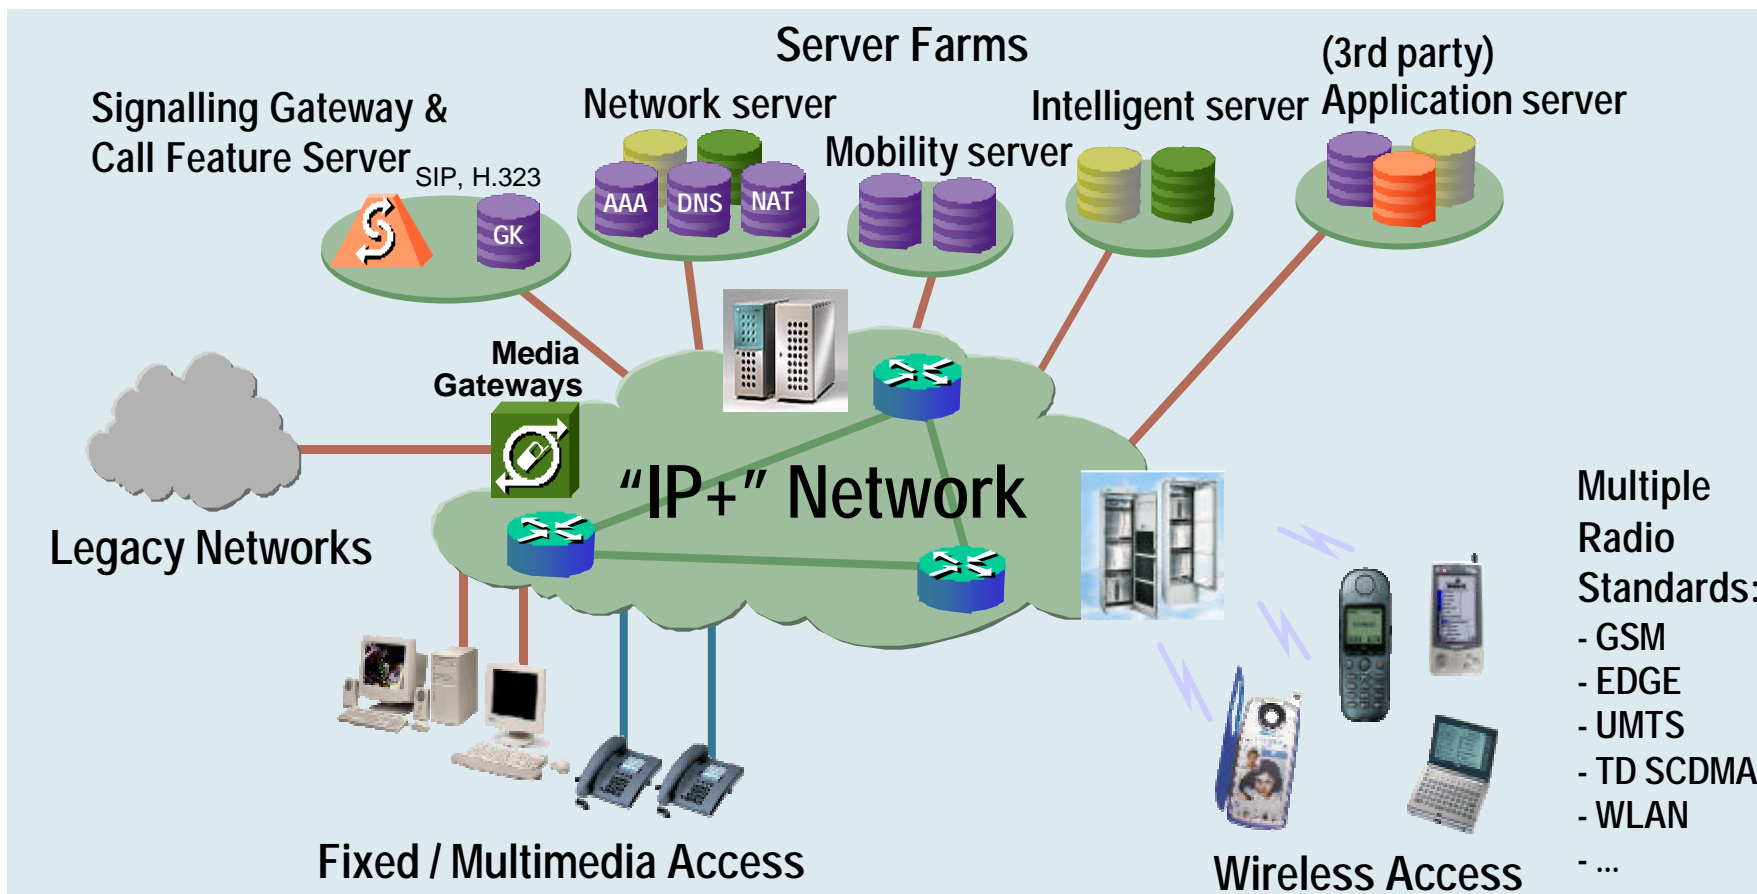 Server Farms
(3rd party)
Application server
Signalling Gateway &
Call Feature Server
SIP, H.323
GK
Network server
AAA
DNS
NAT
Mobility server
Intelligent server
Media
Gateways
“IP+” Network
Legacy Networks
Multiple
Radio
Standards:
- GSM
- EDGE
- UMTS
- TD SCDMA
- WLAN
- ...
Fixed / Multimedia Access
Wireless Access